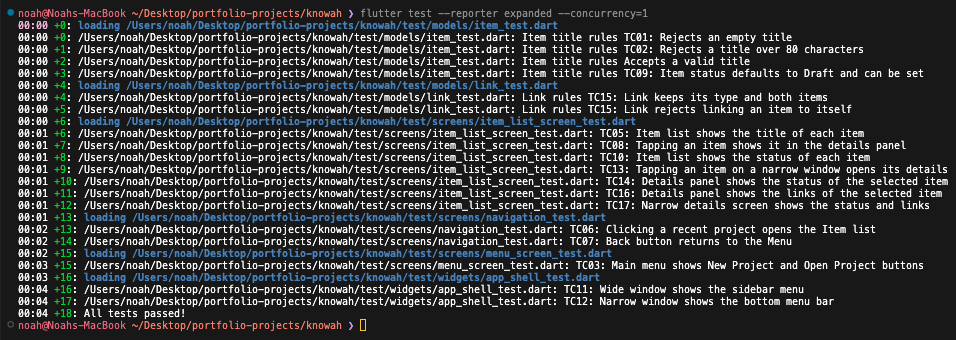 noah@Noahs-MacBook ~/Desktop/portfolio-projects/knowah ❯ flutter test --reporter expanded --concurrency=1
00:00 +0: loading /Users/noah/Desktop/portfolio-projects/knowah/test/models/item_test.dart
00:00 +0: /Users/noah/Desktop/portfolio-projects/knowah/test/models/item_test.dart: Item title rules TC01: Rejects an empty title
00:00 +1: /Users/noah/Desktop/portfolio-projects/knowah/test/models/item_test.dart: Item title rules TC02: Rejects a title over 80 characters
00:00 +2: /Users/noah/Desktop/portfolio-projects/knowah/test/models/item_test.dart: Item title rules Accepts a valid title
00:00 +3: /Users/noah/Desktop/portfolio-projects/knowah/test/models/item_test.dart: Item title rules TC09: Item status defaults to Draft and can be set
00:00 +4: loading /Users/noah/Desktop/portfolio-projects/knowah/test/models/link_test.dart
00:00 +4: /Users/noah/Desktop/portfolio-projects/knowah/test/models/link_test.dart: Link rules TC15: Link keeps its type and both items
00:00 +5: /Users/noah/Desktop/portfolio-projects/knowah/test/models/link_test.dart: Link rules TC15: Link rejects linking an item to itself
00:00 +6: loading /Users/noah/Desktop/portfolio-projects/knowah/test/screens/item_list_screen_test.dart
00:01 +6: /Users/noah/Desktop/portfolio-projects/knowah/test/screens/item_list_screen_test.dart: TC05: Item list shows the title of each item
00:01 +7: /Users/noah/Desktop/portfolio-projects/knowah/test/screens/item_list_screen_test.dart: TC08: Tapping an item shows it in the details panel
00:01 +8: /Users/noah/Desktop/portfolio-projects/knowah/test/screens/item_list_screen_test.dart: TC10: Item list shows the status of each item
00:01 +9: /Users/noah/Desktop/portfolio-projects/knowah/test/screens/item_list_screen_test.dart: TC13: Tapping an item on a narrow window opens its details
00:01 +10: /Users/noah/Desktop/portfolio-projects/knowah/test/screens/item_list_screen_test.dart: TC14: Details panel shows the status of the selected item
00:01 +11: /Users/noah/Desktop/portfolio-projects/knowah/test/screens/item_list_screen_test.dart: TC16: Details panel shows the links of the selected item
00:01 +12: /Users/noah/Desktop/portfolio-projects/knowah/test/screens/item_list_screen_test.dart: TC17: Narrow details screen shows the status and links
00:01 +13: loading /Users/noah/Desktop/portfolio-projects/knowah/test/screens/navigation_test.dart
00:02 +13: /Users/noah/Desktop/portfolio-projects/knowah/test/screens/navigation_test.dart: TC06: Clicking a recent project opens the Item list
00:02 +14: /Users/noah/Desktop/portfolio-projects/knowah/test/screens/navigation_test.dart: TC07: Back button returns to the Menu
00:02 +15: loading /Users/noah/Desktop/portfolio-projects/knowah/test/screens/menu_screen_test.dart
00:03 +15: /Users/noah/Desktop/portfolio-projects/knowah/test/screens/menu_screen_test.dart: TC03: Main menu shows New Project and Open Project buttons
00:03 +16: loading /Users/noah/Desktop/portfolio-projects/knowah/test/widgets/app_shell_test.dart
00:04 +16: /Users/noah/Desktop/portfolio-projects/knowah/test/widgets/app_shell_test.dart: TC11: Wide window shows the sidebar menu
00:04 +17: /Users/noah/Desktop/portfolio-projects/knowah/test/widgets/app_shell_test.dart: TC12: Narrow window shows the bottom menu bar
00:04 +18: All tests passed!
noah@Noahs-MacBook ~/Desktop/portfolio-projects/knowah ❯